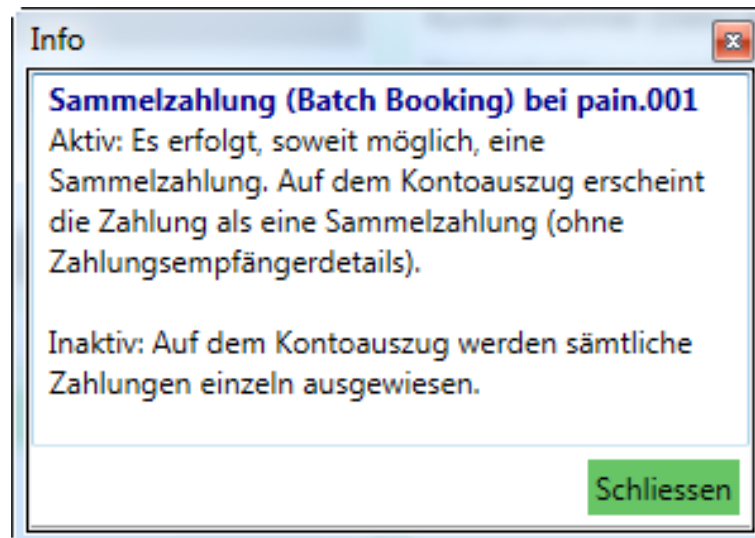 Info
Sammelzahlung (Batch Booking) bei pain.001
Aktiv: Es erfolgt, soweit möglich, eine
Sammelzahlung. Auf dem Kontoauszug erscheint
die Zahlung als eine Sammelzahlung (ohne
Zahlungsempfängerdetails).
Inaktiv: Auf dem Kontoauszug werden sämtliche
Zahlungen einzeln ausgewiesen.
Schliessen